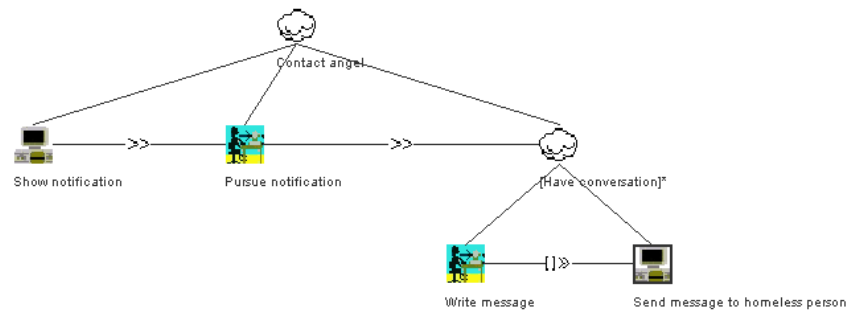 Contact angel
>>
>>
Show notification
Pursue notification
[Have conversation]*
[]>>
Write message
Send message to homeless person